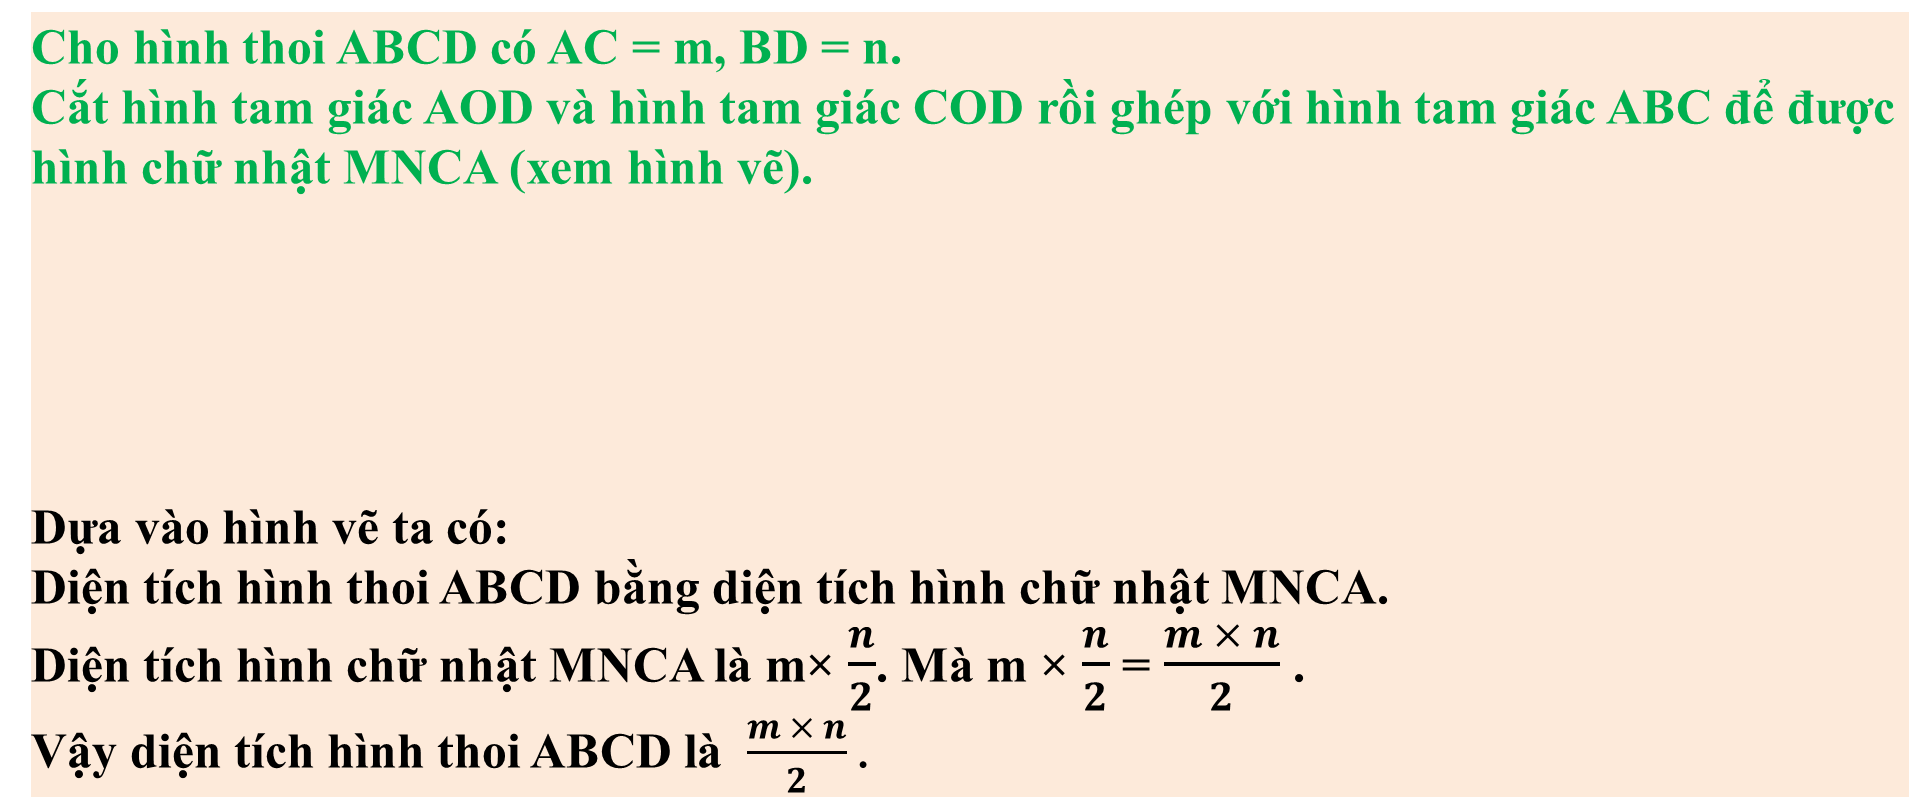 Cho hình thoi ABCD có AC = m, BD = n.
Cắt hình tam giác AOD và hình tam giác COD rồi ghép với hình tam giác ABC để được
hình chữ nhật MNCA (xem hình vẽ).
Dựa vào hình vẽ ta có:
Diện tích hình thoi ABCD bằng diện tích hình chữ nhật MNCA.
Diện tích hình chữ nhật MNCA là m× n/2. Mà m × n/2 = (m × n)/2 .
Vậy diện tích hình thoi ABCD là (m × n)/2 .